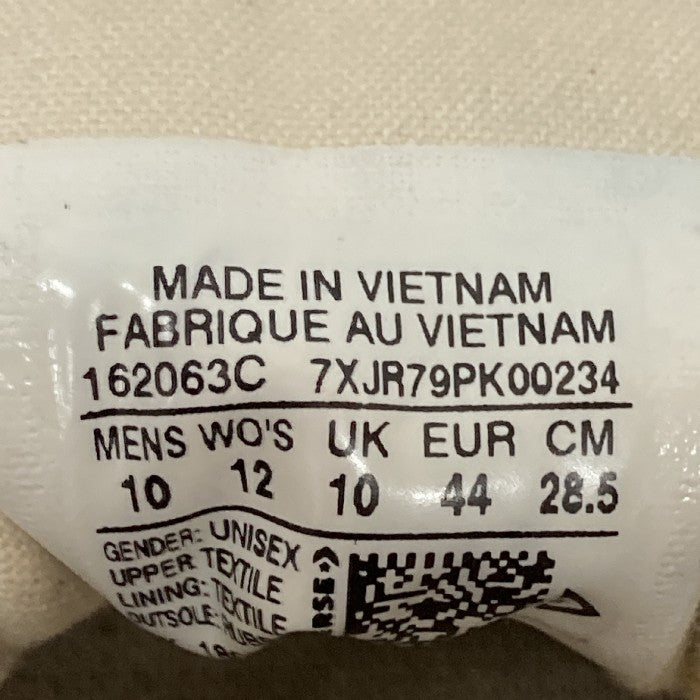 MADE IN VIETNAM
FABRIQUE AU VIETNAM
162063C 7XJR79PK00234
MENS WO'S UK EUR CM
10 12 10 44 28.5
GENDER: UNISEX
UPPER TEXTILE
LINING: TEXTILE
OUTSOLE: